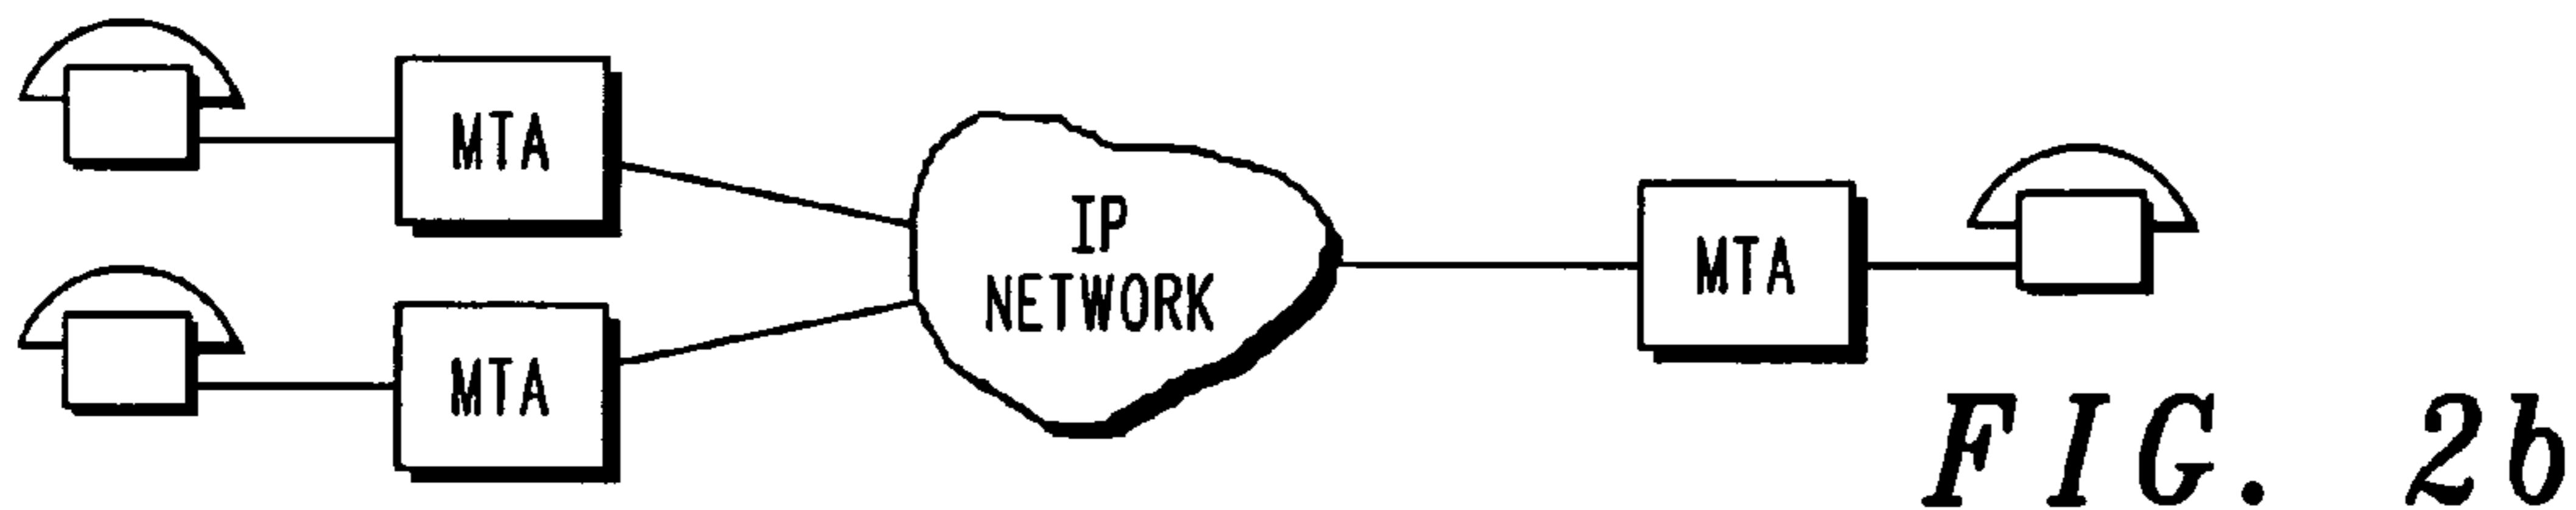 MTA
MTA
IP
NETWORK
MTA
FIG. 2b